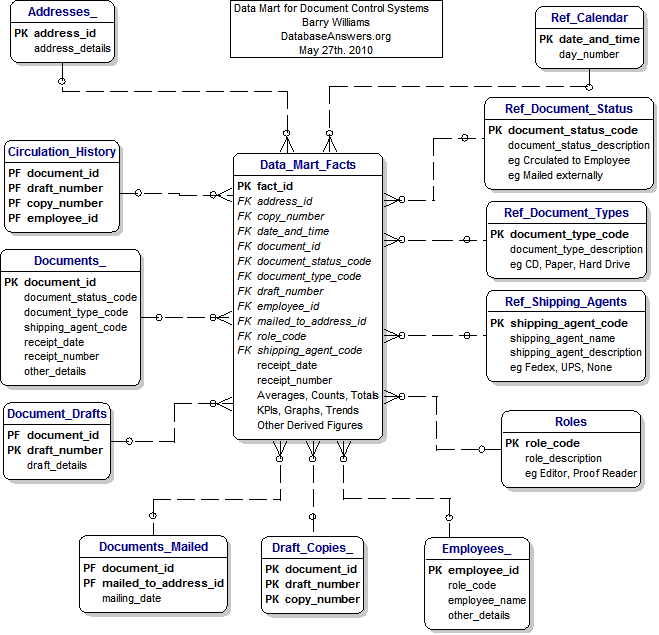 Addresses_
PK address_id
address_details
Data Mart for Document Control Systems
Barry Williams
DatabaseAnswers.org
May 27th. 2010
Ref_Calendar
PK date_and_time
day_number
Circulation_History
PF document_id
PF draft_number
PF copy_number
PF employee_id
Data_Mart_Facts
PK fact_id
FK address_id
FK copy_number
FK date_and_time
FK document_id
FK document_status_code
FK document_type_code
FK draft_number
FK employee_id
FK mailed_to_address_id
FK role_code
FK shipping_agent_code
receipt_date
receipt_number
Averages, Counts, Totals
KPIs, Graphs, Trends
Other Derived Figures
Ref_Document_Status
PK document_status_code
document_status_description
eg Crculated to Employee
eg Mailed externally
Ref_Document_Types
PK document_type_code
document_type_description
eg CD, Paper, Hard Drive
Documents_
PK document_id
document_status_code
document_type_code
shipping_agent_code
receipt_date
receipt_number
other_details
Ref_Shipping_Agents
PK shipping_agent_code
shipping_agent_name
shipping_agent_description
eg Fedex, UPS, None
Document_Drafts
PF document_id
PK draft_number
draft_details
Roles
PK role_code
role_description
eg Editor, Proof Reader
Documents_Mailed
PF document_id
PF mailed_to_address_id
mailing_date
Draft_Copies_
PK document_id
PK draft_number
PK copy_number
Employees_
PK employee_id
role_code
employee_name
other_details